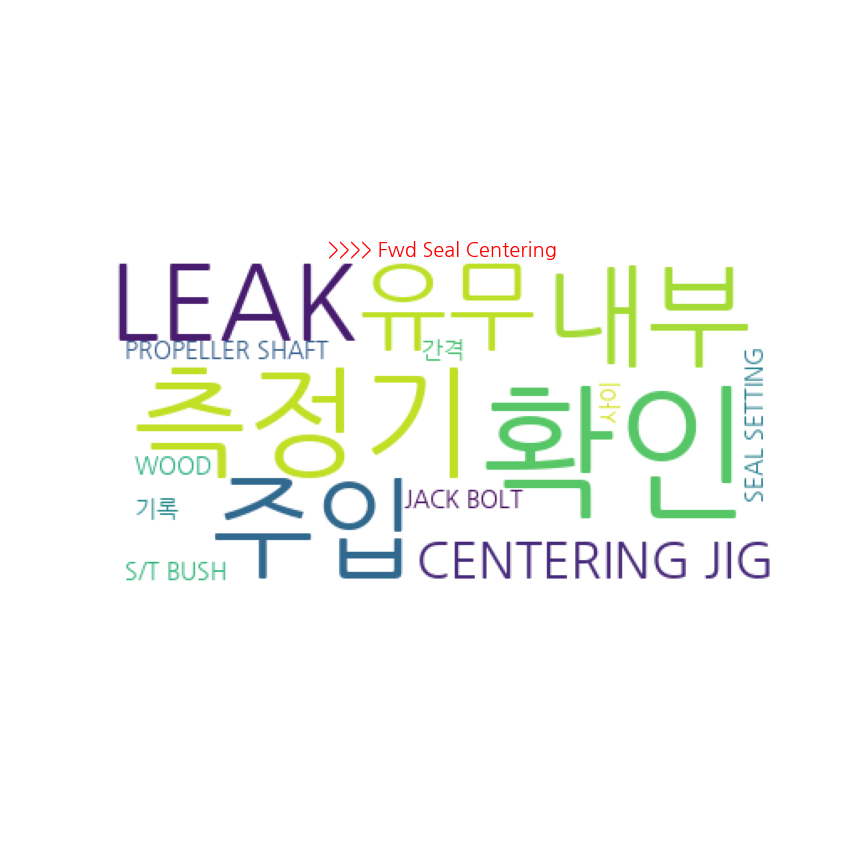 >>>> Fwd Seal Centering
LEAK 유무 내부
PROPELLER SHAFT 간격
측정기 확인 사이
SEAL SETTING
WOOD
기록 주입 JACK BOLT
S/T BUSH CENTERING JIG